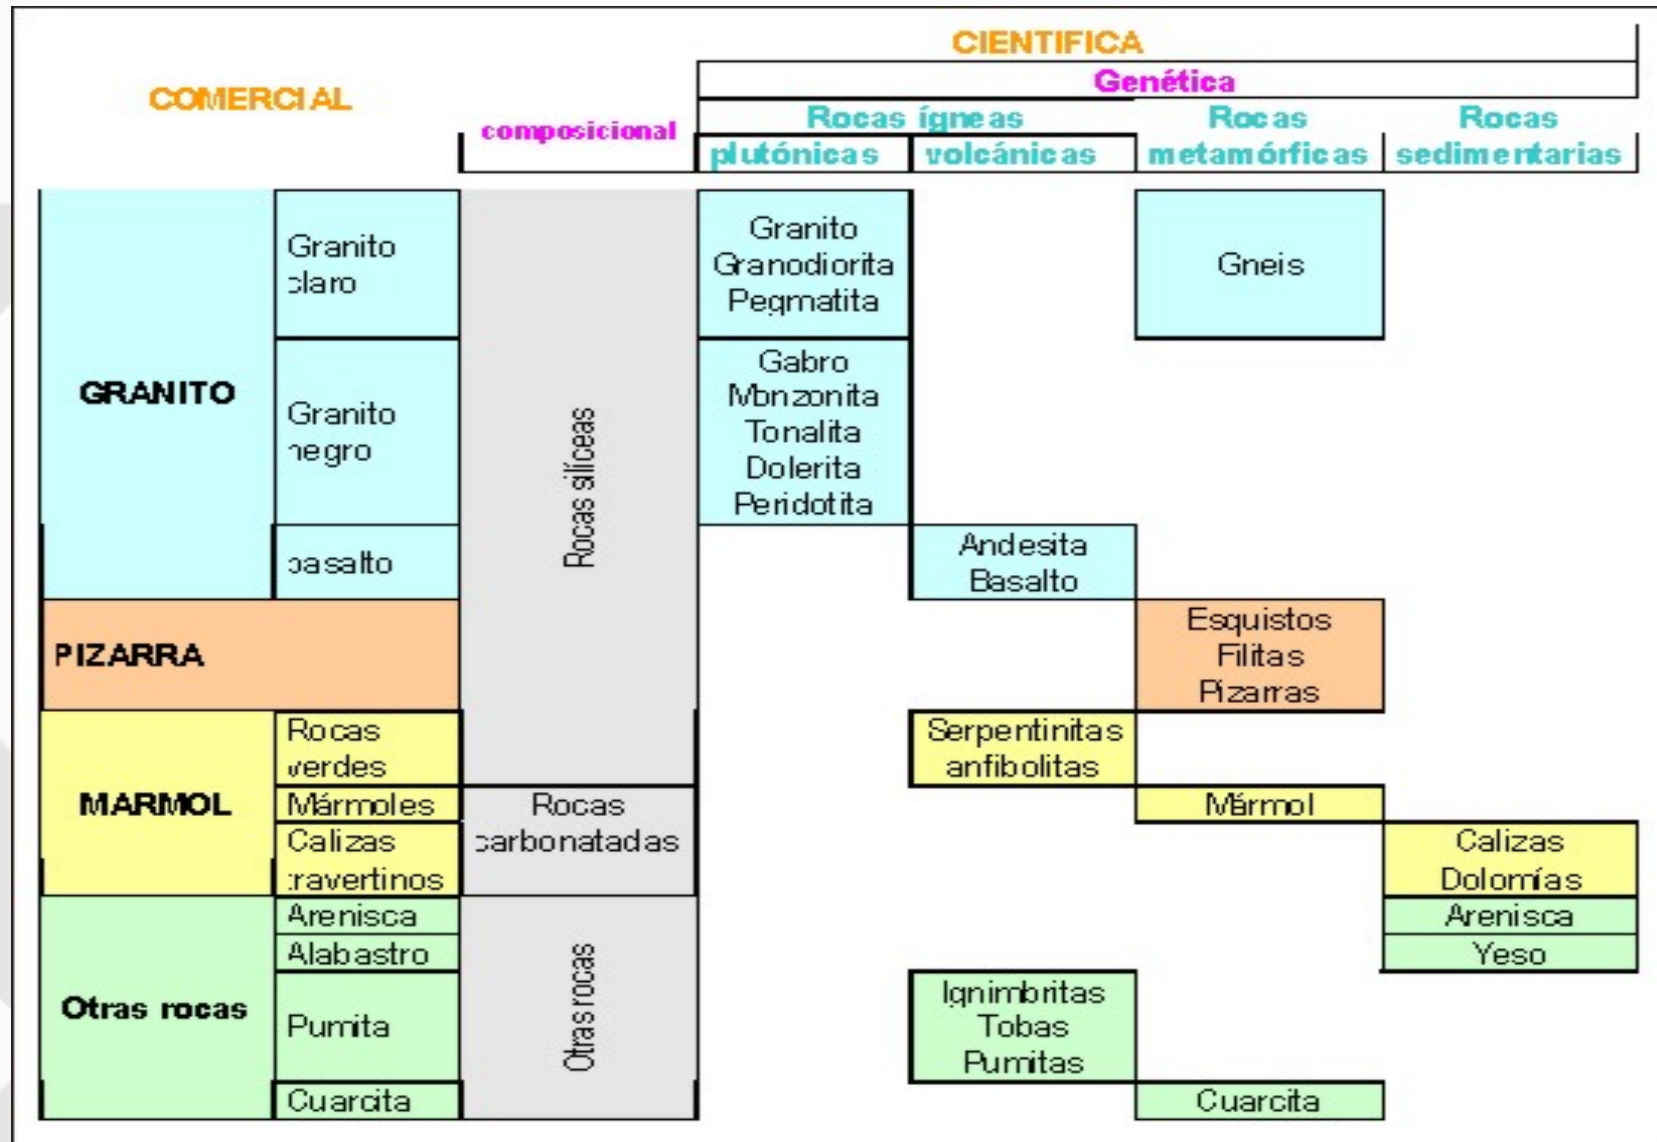 CIENTIFICA
COMERCIAL
Genética
composicional
Rocas ígneas
Rocas
Rocas
plutónicas
volcánicas
metamórficas
sedimentarias
GRANITO
Granito
claro
Rocas silíceas
Granito
Granodiorita
Pegmatita
Gneis
Granito
negro
Gabro
Monzonita
Tonalita
Dolerita
Peridotita
basalto
Andesita
Basalto
PIZARRA
Esquistos
Filitas
Pizarras
MARMOL
Rocas
verdes
Serpentinitas
anfibolitas
Mármoles
Rocas
carbonatadas
Mármol
Calizas
travertinos
Calizas
Dolomías
Otras rocas
Arenisca
Otras rocas
Arenisca
Alabastro
Yeso
Pumita
Ignimbritas
Tobas
Pumitas
Cuarcita
Cuarcita